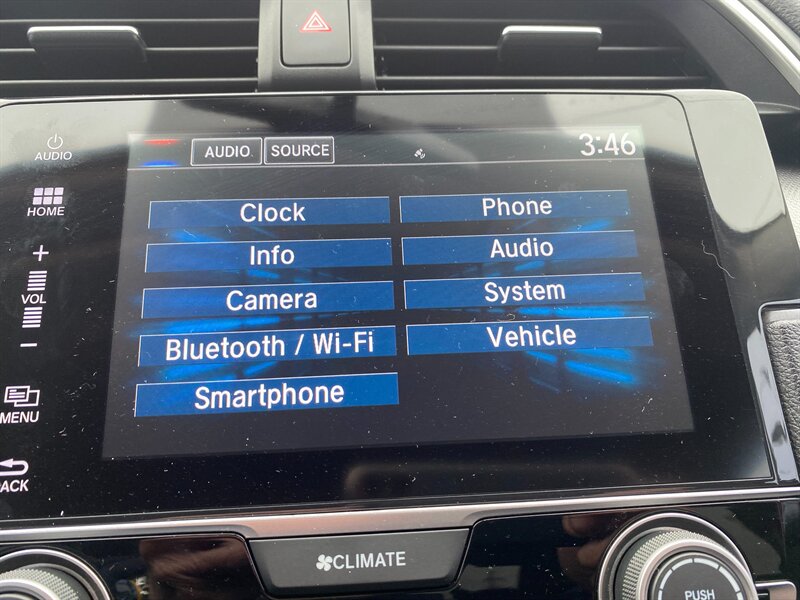 AUDIO
HOME
+
VOL
−
MENU
ACK
AUDIO SOURCE 3:46
Clock Phone
Info Audio
Camera System
Bluetooth / Wi-Fi Vehicle
Smartphone
CLIMATE
PUSH